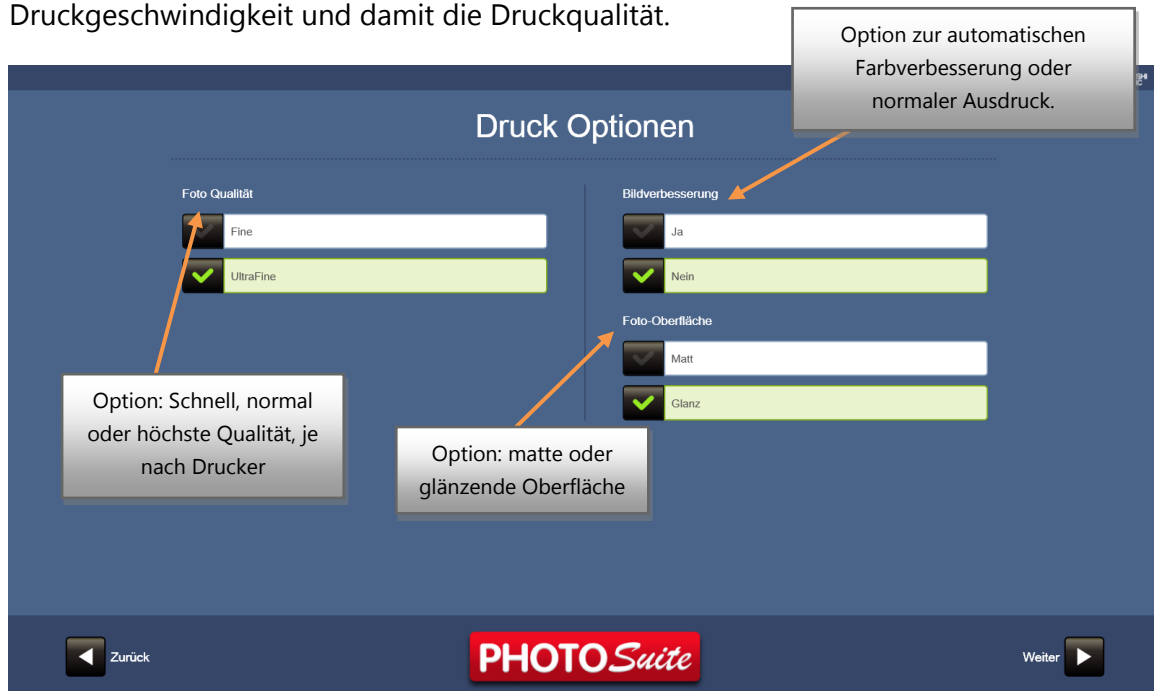 Druckgeschwindigkeit und damit die Druckqualität.
Option zur automatischen
Farbverbesserung oder
normaler Ausdruck.
Druck Optionen
Foto Qualität
Fine
UltraFine
Bildverbesserung
Ja
Nein
Foto-Oberfläche
Matt
Glanz
Option: Schnell, normal
oder höchste Qualität, je
nach Drucker
Option: matte oder
glänzende Oberfläche
Zurück
PHOTOSuite
Weiter